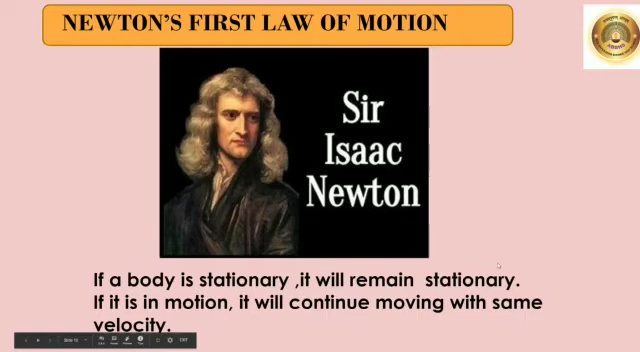 NEWTON'S FIRST LAW OF MOTION
Sir
Isaac
Newton
If a body is stationary ,it will remain stationary.
If it is in motion, it will continue moving with same
velocity.